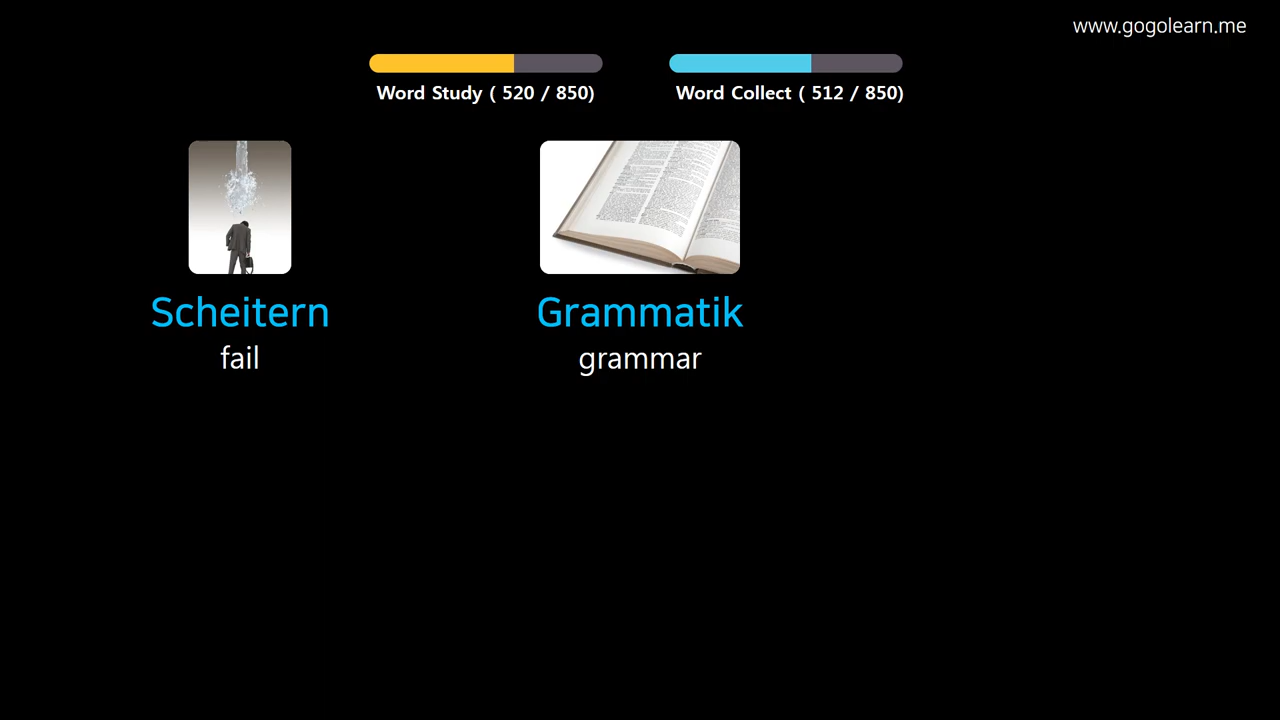 www.gogolearn.me
Word Study ( 520 / 850)
Word Collect ( 512 / 850)
Scheitern
fail
Grammatik
grammar